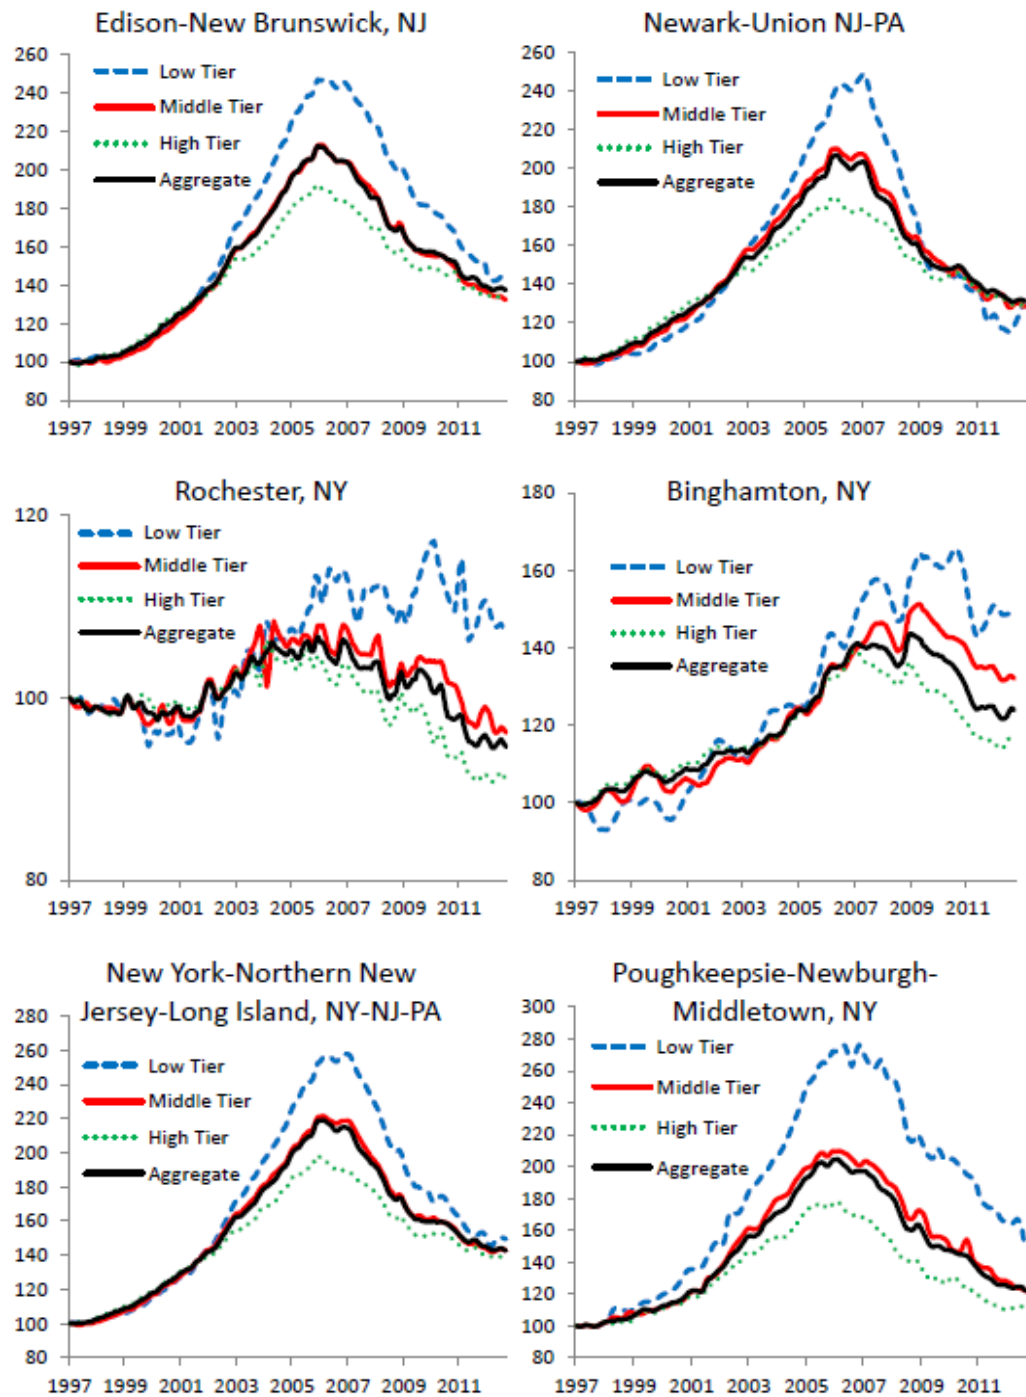 Edison-New Brunswick, NJ
260
240
220
200
180
160
140
120
100
80
Low Tier
Middle Tier
High Tier
Aggregate
1997 1999 2001 2003 2005 2007 2009 2011
Newark-Union NJ-PA
260
240
220
200
180
160
140
120
100
80
Low Tier
Middle Tier
High Tier
Aggregate
1997 1999 2001 2003 2005 2007 2009 2011
Rochester, NY
120
100
80
Low Tier
Middle Tier
High Tier
Aggregate
1997 1999 2001 2003 2005 2007 2009 2011
Binghamton, NY
180
160
140
120
100
80
Low Tier
Middle Tier
High Tier
Aggregate
1997 1999 2001 2003 2005 2007 2009 2011
New York-Northern New
Jersey-Long Island, NY-NJ-PA
280
260
240
220
200
180
160
140
120
100
80
Low Tier
Middle Tier
High Tier
Aggregate
1997 1999 2001 2003 2005 2007 2009 2011
Poughkeepsie-Newburgh-
Middletown, NY
300
280
260
240
220
200
180
160
140
120
100
80
Low Tier
Middle Tier
High Tier
Aggregate
1997 1999 2001 2003 2005 2007 2009 2011